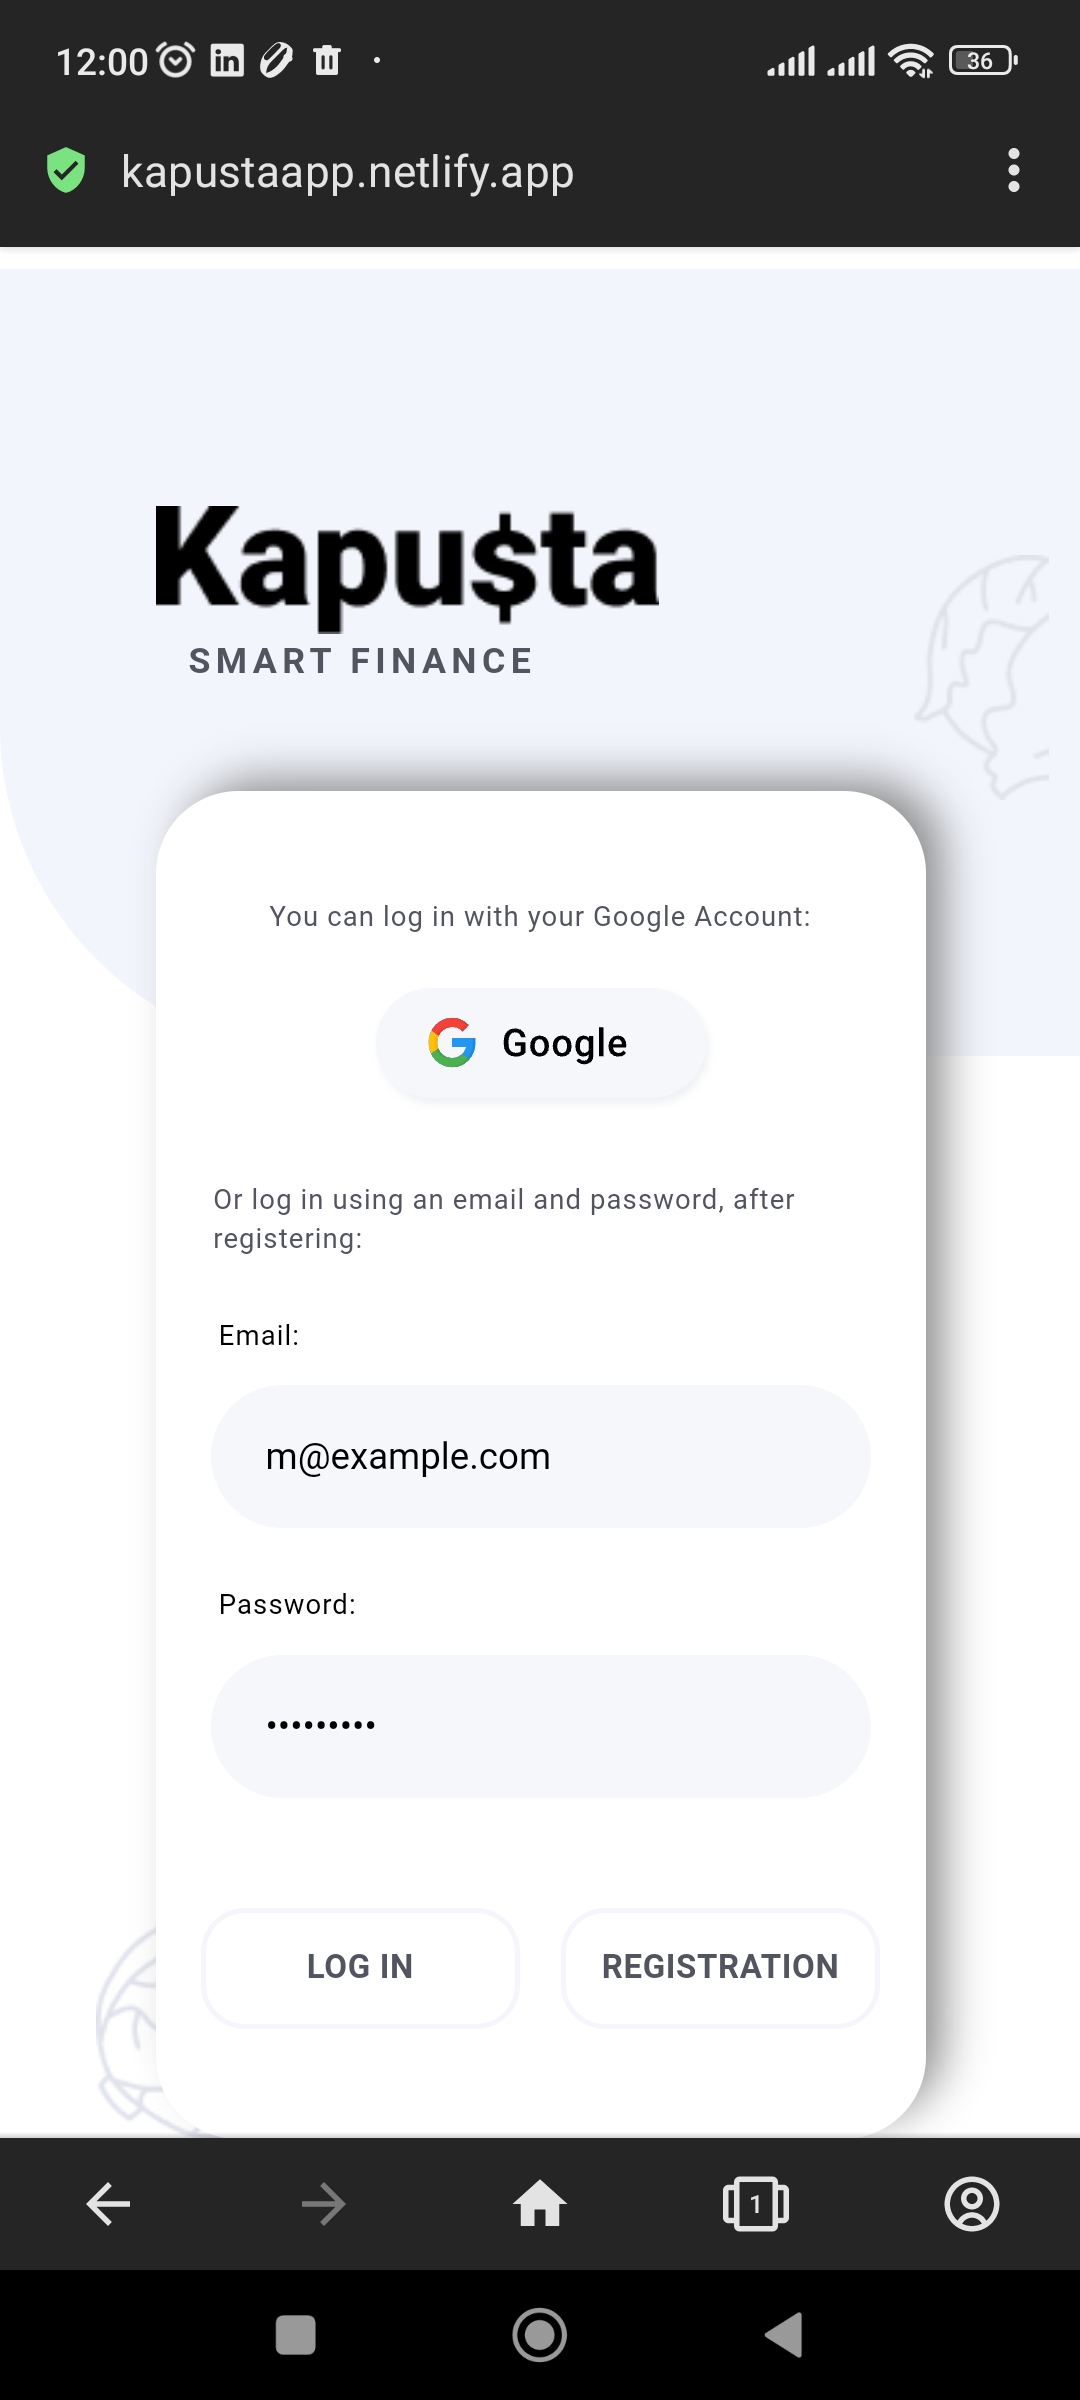 12:00
36
kapustaapp.netlify.app
Kapu$ta
SMART FINANCE
You can log in with your Google Account:
Google
Or log in using an email and password, after
registering:
Email:
m@example.com
Password:
•••••••••
LOG IN
REGISTRATION
1